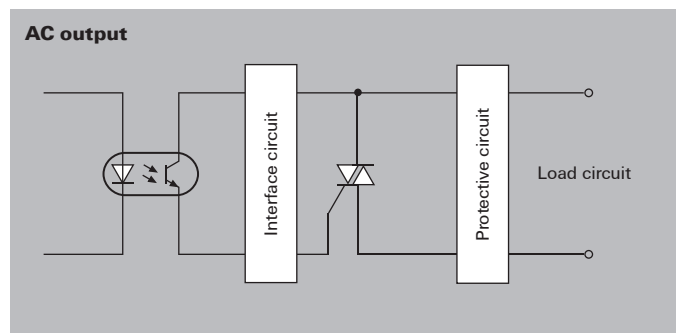 AC output
Interface circuit
Protective circuit
Load circuit